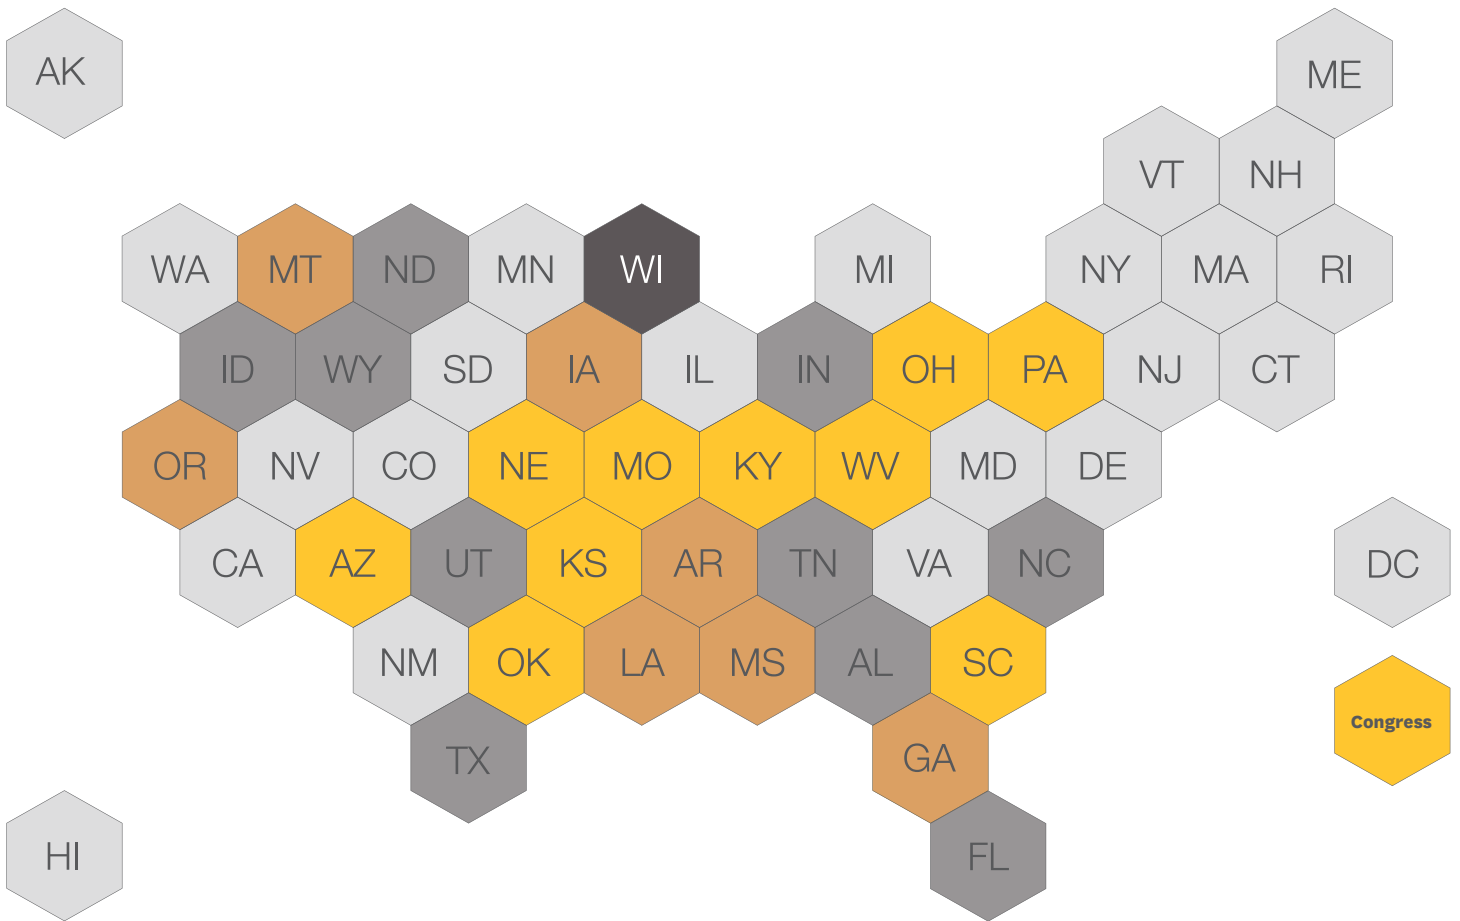 AK
ME
VT NH
WA MT ND MN WI MI NY MA RI
ID WY SD IA IL IN OH PA NJ CT
OR NV CO NE MO KY WV MD DE
CA AZ UT KS AR TN VA NC DC
NM OK LA MS AL SC
Congress
TX GA
HI FL